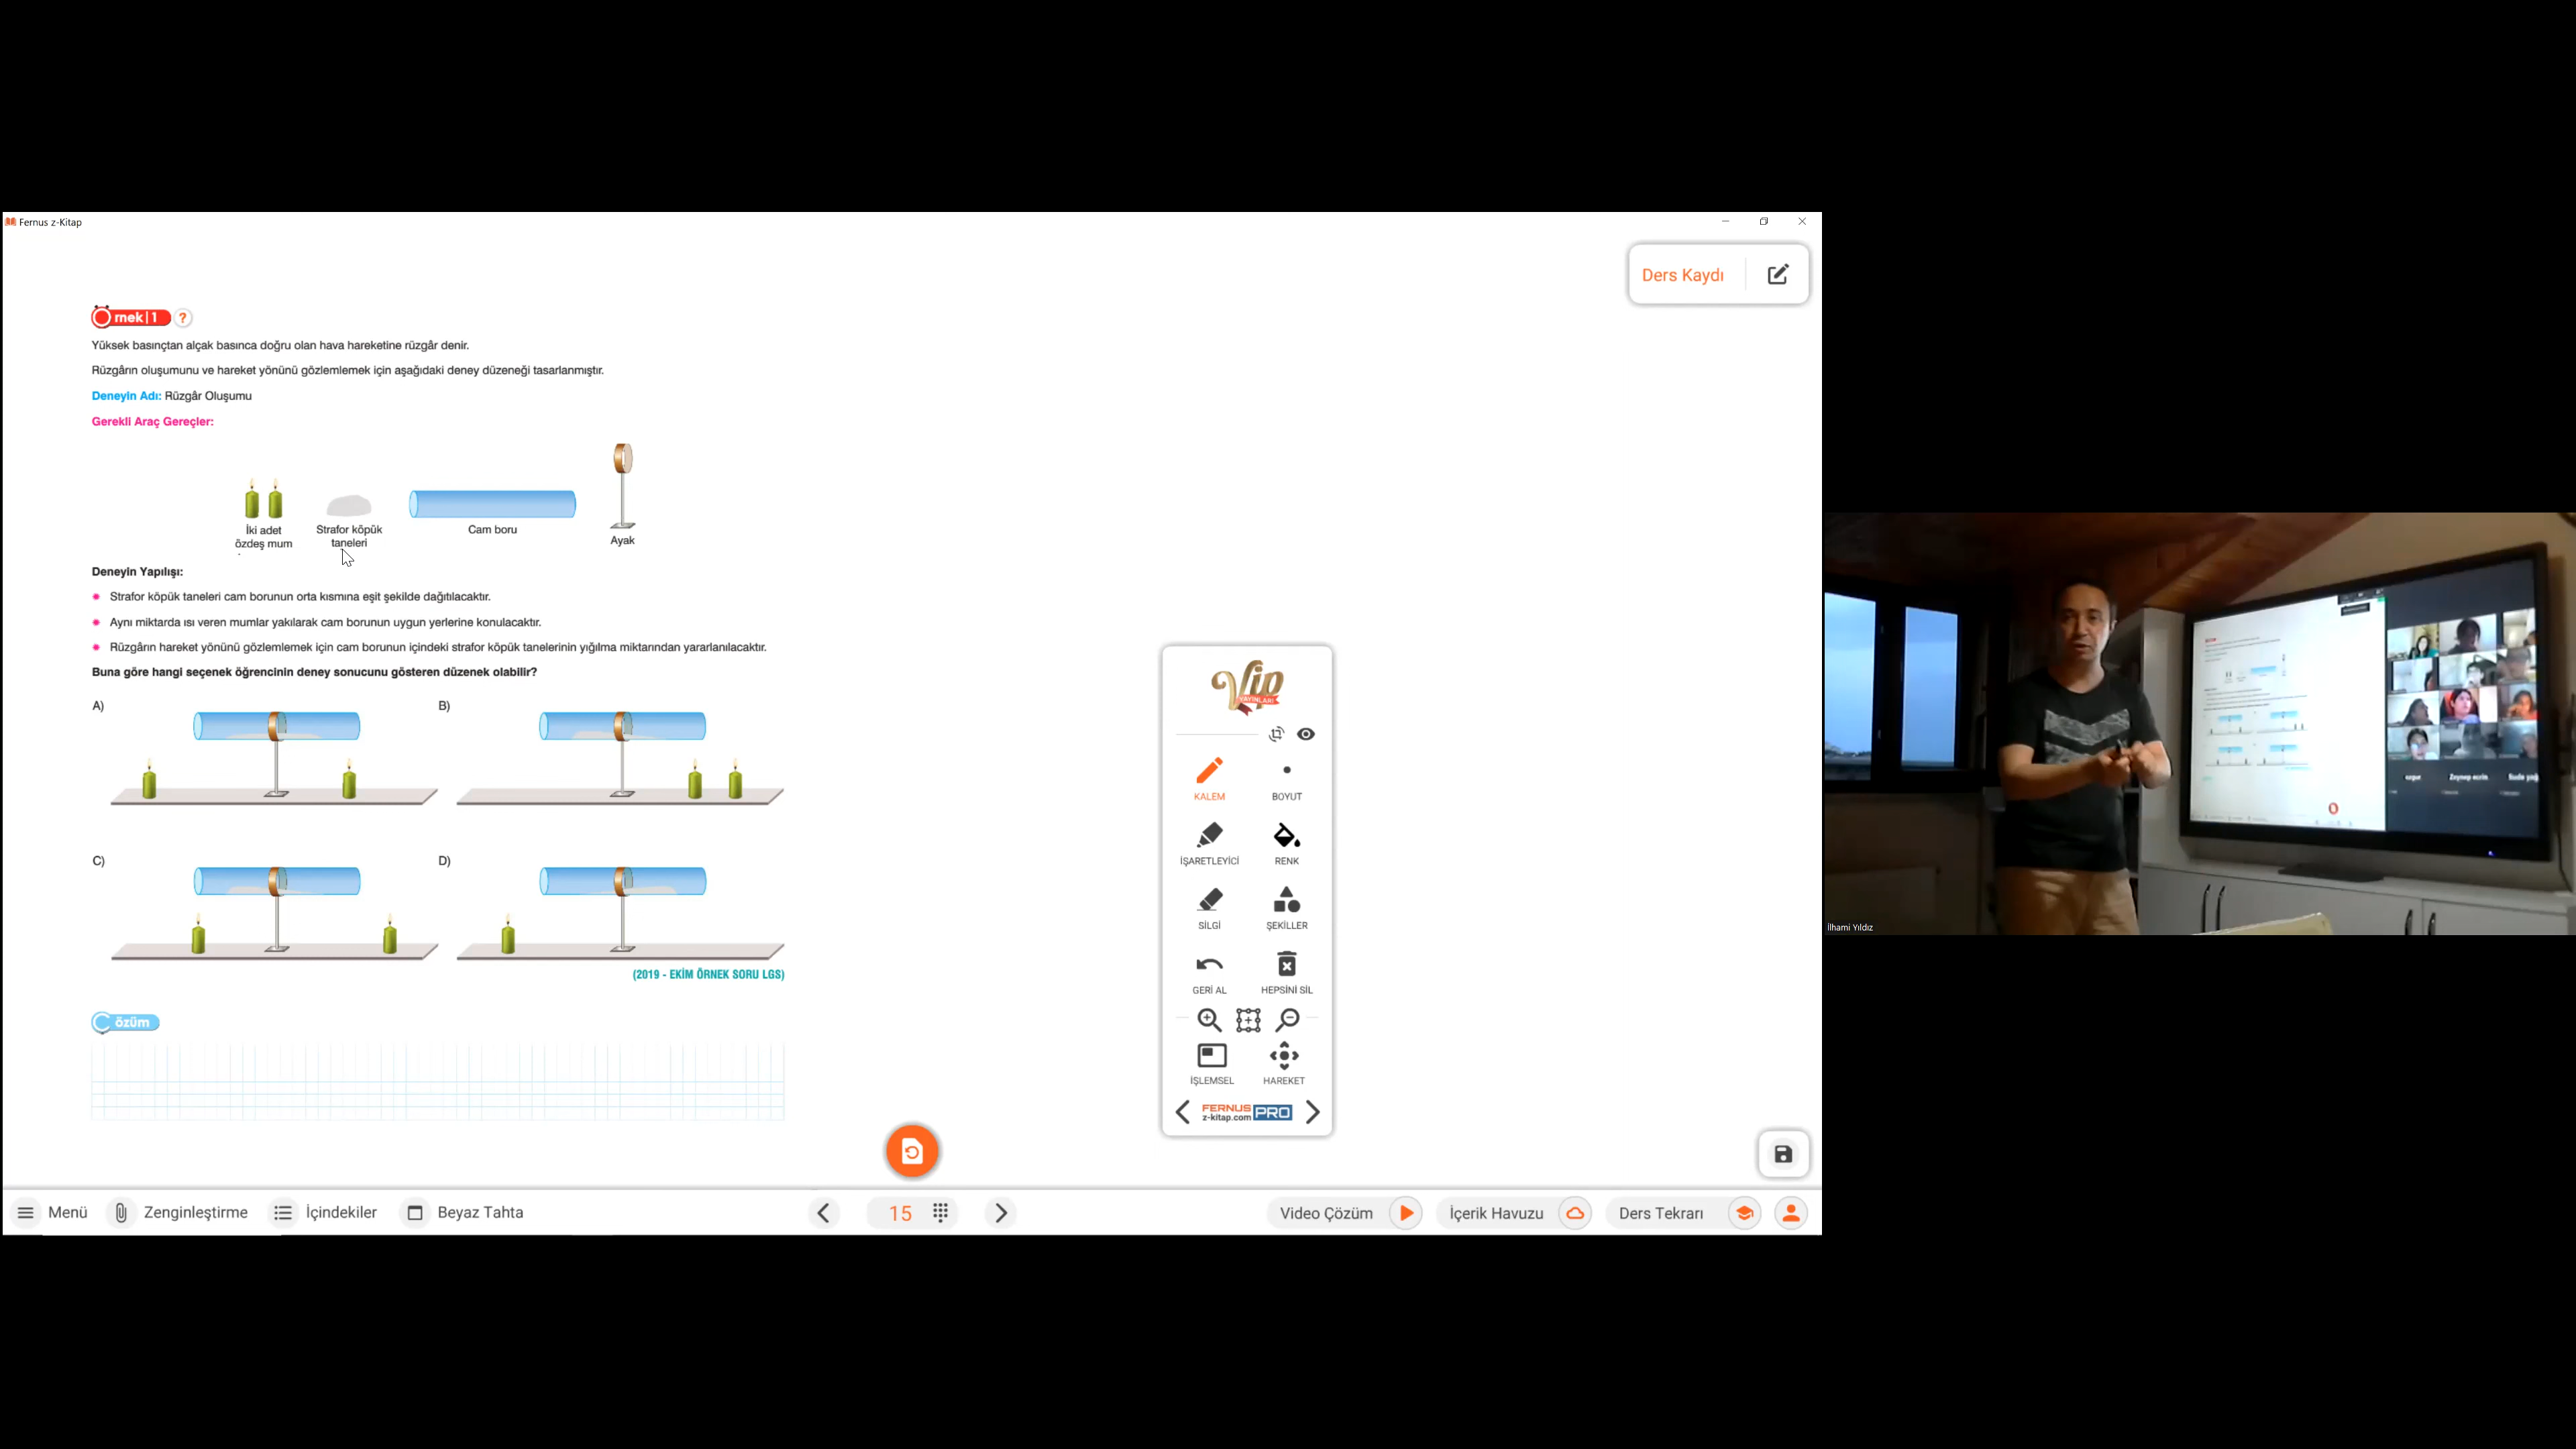 Fernus z-Kitap
Ders Kaydı
Örnek|1 ?
Yüksek basınçtan alçak basınca doğru olan hava hareketine rüzgâr denir.
Rüzgârın oluşumunu ve hareket yönünü gözlemlemek için aşağıdaki deney düzeneği tasarlanmıştır.
Deneyin Adı: Rüzgâr Oluşumu
Gerekli Araç Gereçler:
İki adet
özdeş mum
Strafor köpük
taneleri
Cam boru
Ayak
Deneyin Yapılışı:
Strafor köpük taneleri cam borunun orta kısmına eşit şekilde dağıtılacaktır.
Aynı miktarda ısı veren mumlar yakılarak cam borunun uygun yerlerine konulacaktır.
Rüzgârın hareket yönünü gözlemlemek için cam borunun içindeki strafor köpük tanelerinin yığılma miktarından yararlanılacaktır.
Buna göre hangi seçenek öğrencinin deney sonucunu gösteren düzenek olabilir?
A)
B)
C)
D)
(2019 - EKİM ÖRNEK SORU LGS)
Çözüm
Vip
YAYINLARI
KALEM
BOYUT
İŞARETLEYİCİ
RENK
SİLGİ
ŞEKİLLER
GERİ AL
HEPSİNİ SİL
İŞLEMSEL
HAREKET
FERNUS
z-kitap.com
PRO
Menü
Zenginleştirme
İçindekiler
Beyaz Tahta
15
Video Çözüm
İçerik Havuzu
Ders Tekrarı
İlhami Yıldız